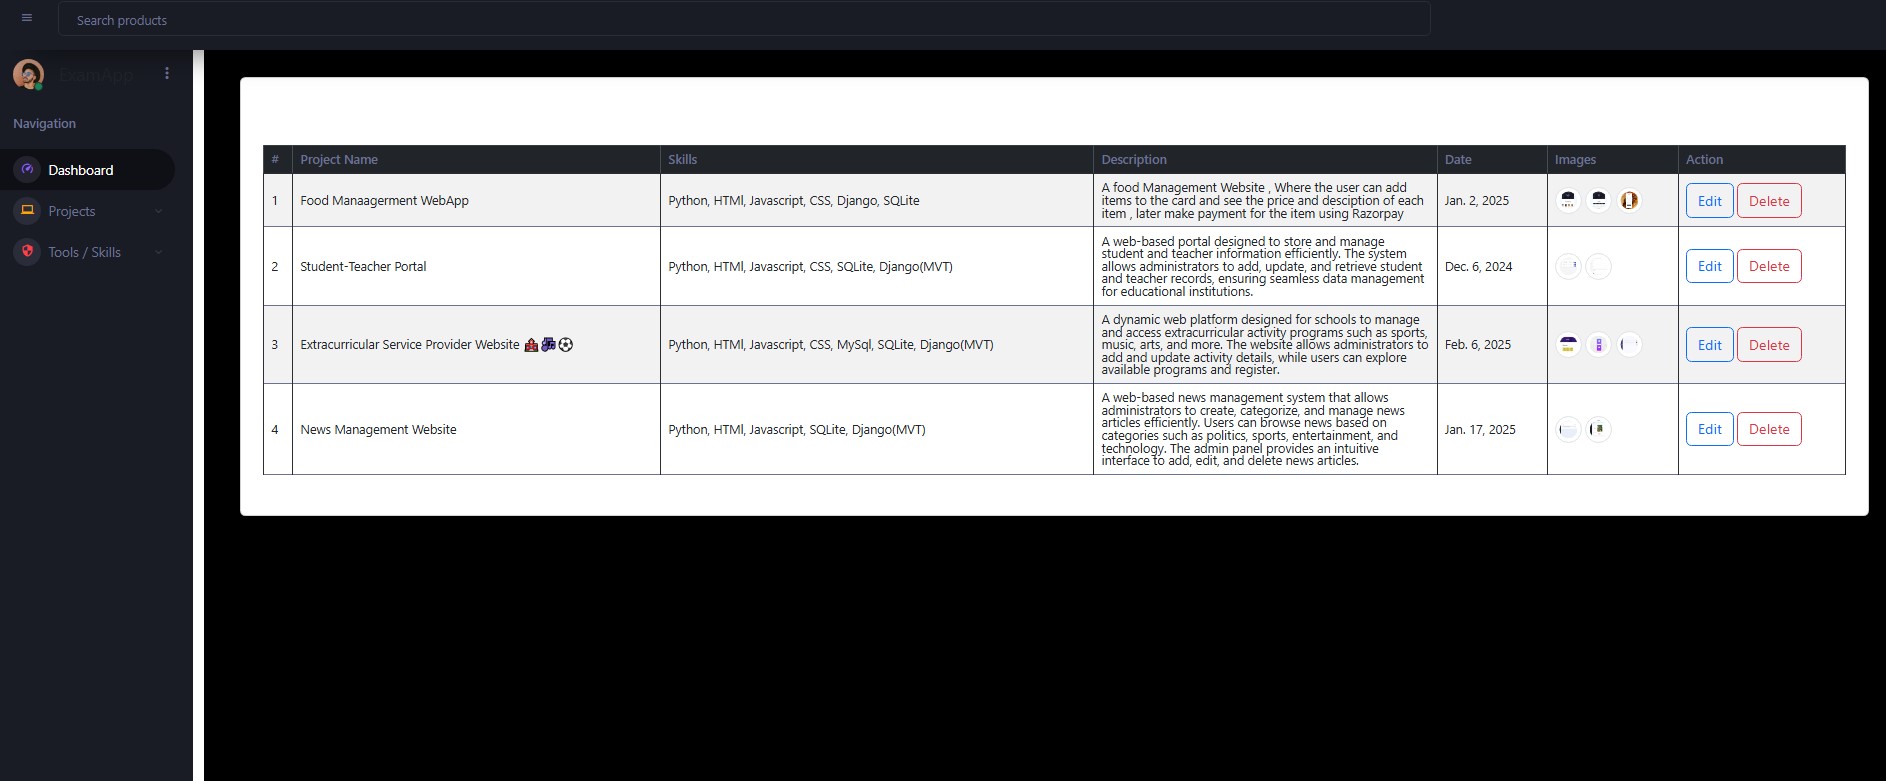 Search products
ExamApp
Navigation
Dashboard
Projects
Tools / Skills
# Project Name Skills Description Date Images Action
1 Food Manaagerment WebApp Python, HTMl, Javascript, CSS, Django, SQLite
A food Management Website , Where the user can add
items to the card and see the price and desciption of each
item , later make payment for the item using Razorpay
Jan. 2, 2025 Edit Delete
2 Student-Teacher Portal Python, HTMl, Javascript, CSS, SQLite, Django(MVT)
A web-based portal designed to store and manage
student and teacher information efficiently. The system
allows administrators to add, update, and retrieve student
and teacher records, ensuring seamless data management
for educational institutions.
Dec. 6, 2024 Edit Delete
3 Extracurricular Service Provider Website Python, HTMl, Javascript, CSS, MySql, SQLite, Django(MVT)
A dynamic web platform designed for schools to manage
and access extracurricular activity programs such as sports,
music, arts, and more. The website allows administrators to
add and update activity details, while users can explore
available programs and register.
Feb. 6, 2025 Edit Delete
4 News Management Website Python, HTMl, Javascript, SQLite, Django(MVT)
A web-based news management system that allows
administrators to create, categorize, and manage news
articles efficiently. Users can browse news based on
categories such as politics, sports, entertainment, and
technology. The admin panel provides an intuitive
interface to add, edit, and delete news articles.
Jan. 17, 2025 Edit Delete